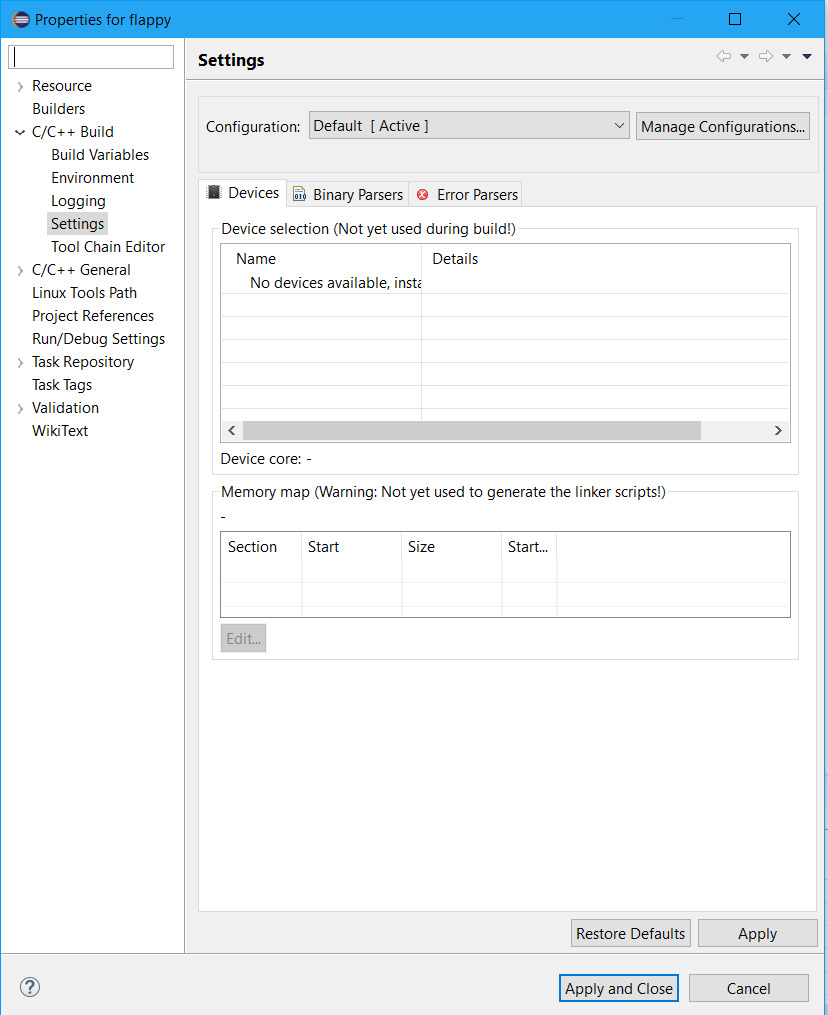 Properties for flappy
Resource
Builders
C/C++ Build
Build Variables
Environment
Logging
Settings
Tool Chain Editor
C/C++ General
Linux Tools Path
Project References
Run/Debug Settings
Task Repository
Task Tags
Validation
WikiText
Settings
Configuration: Default [ Active ] Manage Configurations...
Devices Binary Parsers Error Parsers
Device selection (Not yet used during build!)
Name Details
No devices available, insta
Device core: -
Memory map (Warning: Not yet used to generate the linker scripts!)
-
Section Start Size Start...
Edit...
Restore Defaults Apply
? Apply and Close Cancel